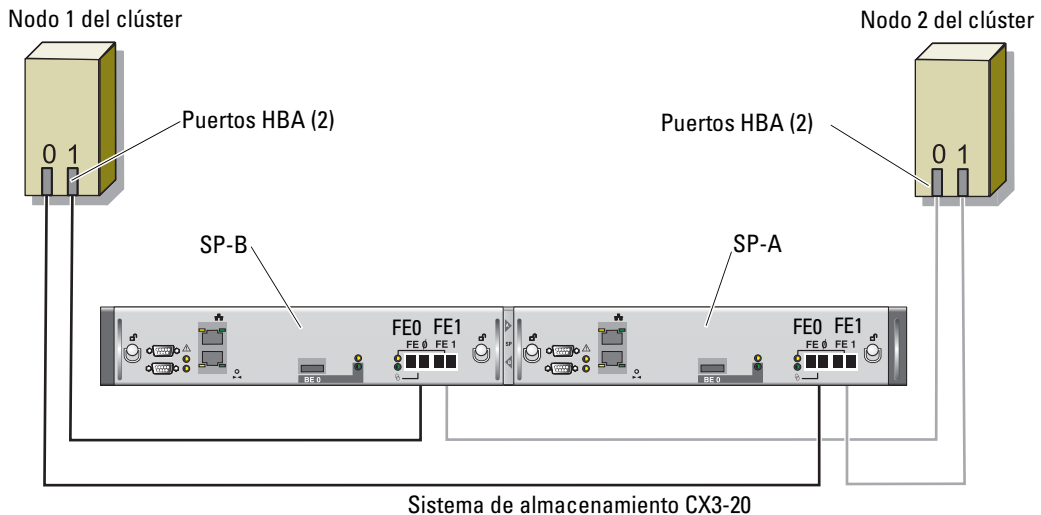 Nodo 1 del clúster
Nodo 2 del clúster
Puertos HBA (2)
Puertos HBA (2)
0 1
0 1
SP-B
SP-A
FE0 FE1
FE0 FE1
FE 0 FE 1
FE 0 FE 1
SP
BE 0
BE 0
Sistema de almacenamiento CX3-20